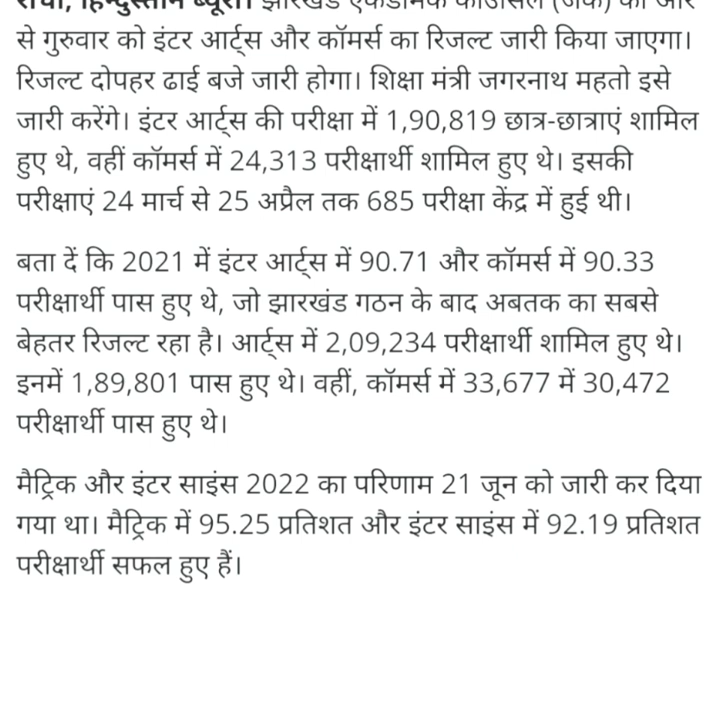 रांची, हिन्दुस्तान ब्यूरो। झारखंड एकेडमिक काउंसिल (जैक) की ओर
से गुरुवार को इंटर आर्ट्स और कॉमर्स का रिजल्ट जारी किया जाएगा।
रिजल्ट दोपहर ढाई बजे जारी होगा। शिक्षा मंत्री जगरनाथ महतो इसे
जारी करेंगे। इंटर आर्ट्स की परीक्षा में 1,90,819 छात्र-छात्राएं शामिल
हुए थे, वहीं कॉमर्स में 24,313 परीक्षार्थी शामिल हुए थे। इसकी
परीक्षाएं 24 मार्च से 25 अप्रैल तक 685 परीक्षा केंद्र में हुई थी।
बता दें कि 2021 में इंटर आर्ट्स में 90.71 और कॉमर्स में 90.33
परीक्षार्थी पास हुए थे, जो झारखंड गठन के बाद अबतक का सबसे
बेहतर रिजल्ट रहा है। आर्ट्स में 2,09,234 परीक्षार्थी शामिल हुए थे।
इनमें 1,89,801 पास हुए थे। वहीं, कॉमर्स में 33,677 में 30,472
परीक्षार्थी पास हुए थे।
मैट्रिक और इंटर साइंस 2022 का परिणाम 21 जून को जारी कर दिया
गया था। मैट्रिक में 95.25 प्रतिशत और इंटर साइंस में 92.19 प्रतिशत
परीक्षार्थी सफल हुए हैं।